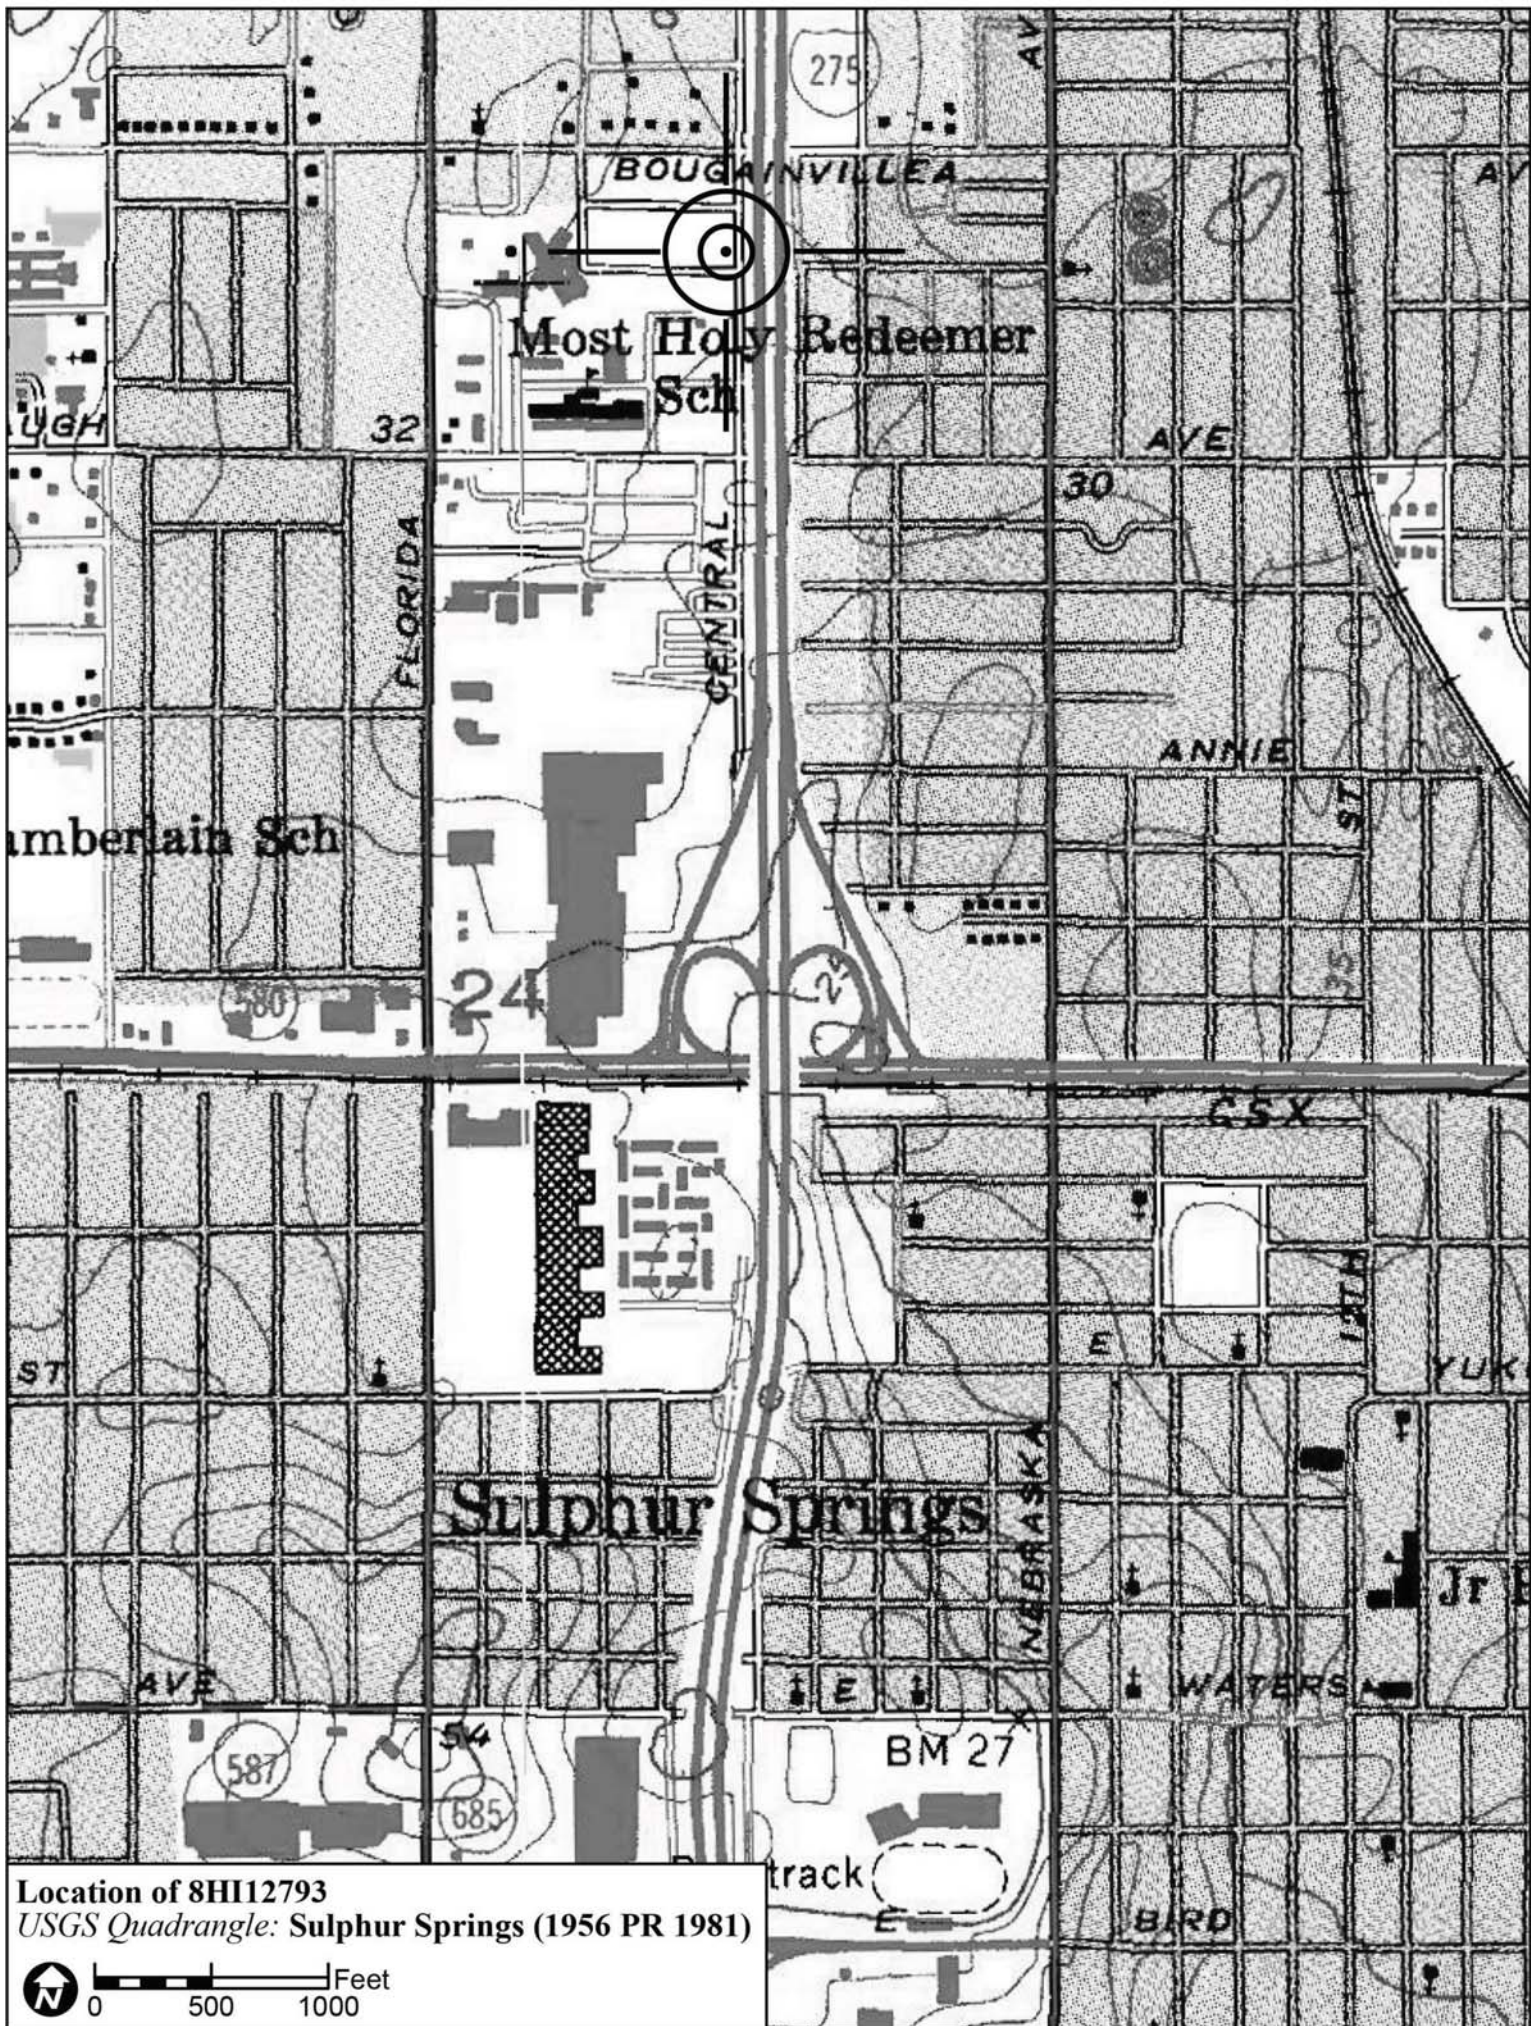 AV
275
BOUGAINVILLEA
AV
Most Holy Redeemer
Sch
32
AVE
30
FLORIDA
CENTRAL
ANNIE
ST
amberlain Sch
24
25
35
580
CSX
12TH
E
ST
YUK
Sulphur Springs
NEBRASKA
Jr
AVE
E
WATERS
54
BM 27
587
685
track
E
BIRD
Location of 8HI12793
USGS Quadrangle: Sulphur Springs (1956 PR 1981)
N
Feet
0 500 1000